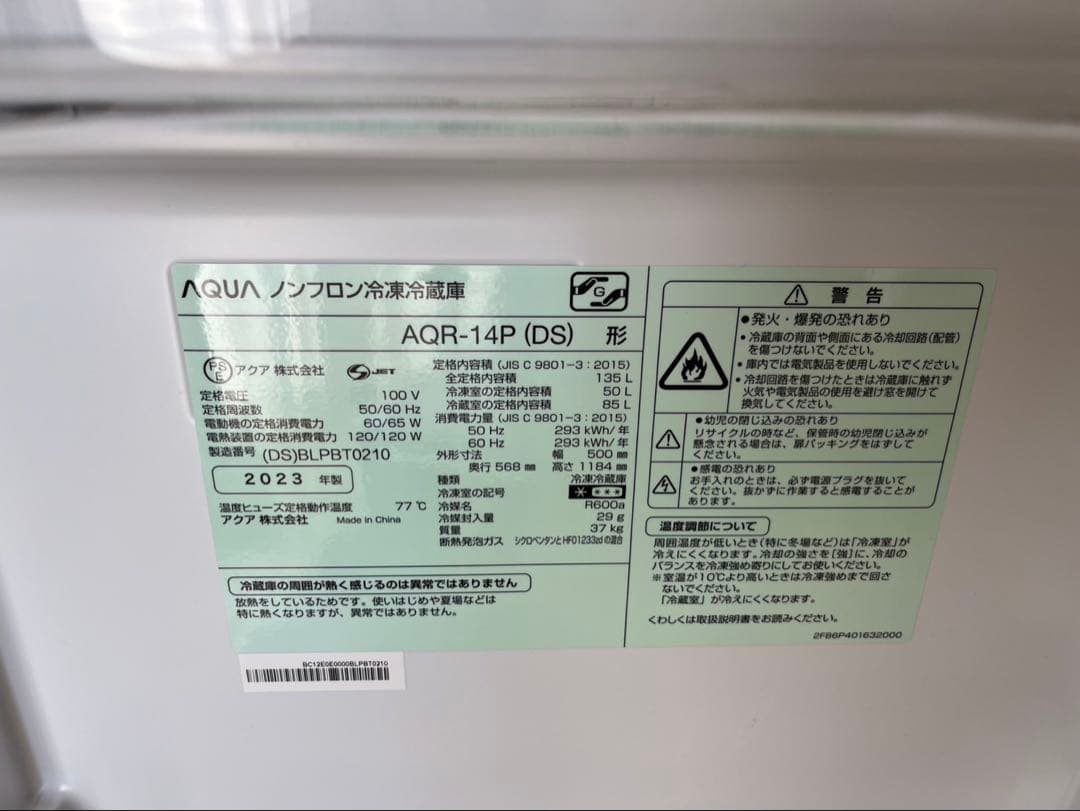 AQUA ノンフロン冷凍冷蔵庫
G
AQR-14P (DS) 形
PS E アクア 株式会社 S JET
定格電圧 100 V
定格周波数 50/60 Hz
電動機の定格消費電力 60/65 W
電熱装置の定格消費電力 120/120 W
製造番号 (DS)BLPBT0210
2023 年製
温度ヒューズ定格動作温度 77 ℃
アクア 株式会社 Made in China
定格内容積 (JIS C 9801-3 : 2015)
全定格内容積 135 L
冷凍室の定格内容積 50 L
冷蔵室の定格内容積 85 L
消費電力量 (JIS C 9801-3 : 2015)
50 Hz 293 kWh/ 年
60 Hz 293 kWh/ 年
外形寸法 幅 500 ㎜
奥行 568 ㎜ 高さ 1184 ㎜
種類 冷凍冷蔵庫
冷凍室の記号 ****
冷媒名 R600a
冷媒封入量 29 g
質量 37 kg
断熱発泡ガス シクロペンタンとHFO1233zdの混合
冷蔵庫の周囲が熱く感じるのは異常ではありません
放熱をしているためです。使いはじめや夏場などは
特に熱くなりますが、異常ではありません。
警 告
●発火・爆発の恐れあり
・冷蔵庫の背面や側面にある冷却回路(配管)
を傷つけないでください。
・庫内では電気製品を使用しないでください。
・冷却回路を傷つけたときは冷蔵庫に触れず
火気や電気製品の使用を避け窓を開けて
換気してください。
●幼児の閉じ込みの恐れあり
リサイクルの時など、保管時の幼児閉じ込みが
懸念される場合は、扉パッキングをはずして
ください。
●感電の恐れあり
お手入れのときは、必ず電源プラグを抜いて
ください。抜かずに作業すると感電することが
あります。
温度調節について
周囲温度が低いとき(特に冬場など)は「冷凍室」が
冷えにくくなります。冷却の強さを[強]に、冷却の
バランスを冷凍強め寄りにしてお使いください。
※室温が10℃より高いときは冷凍強めまで回さ
ないでください。
「冷蔵室」が冷えにくくなります。
くわしくは取扱説明書をお読みください。
2FB6P401632000
BC12E0E0000BLPBT0210